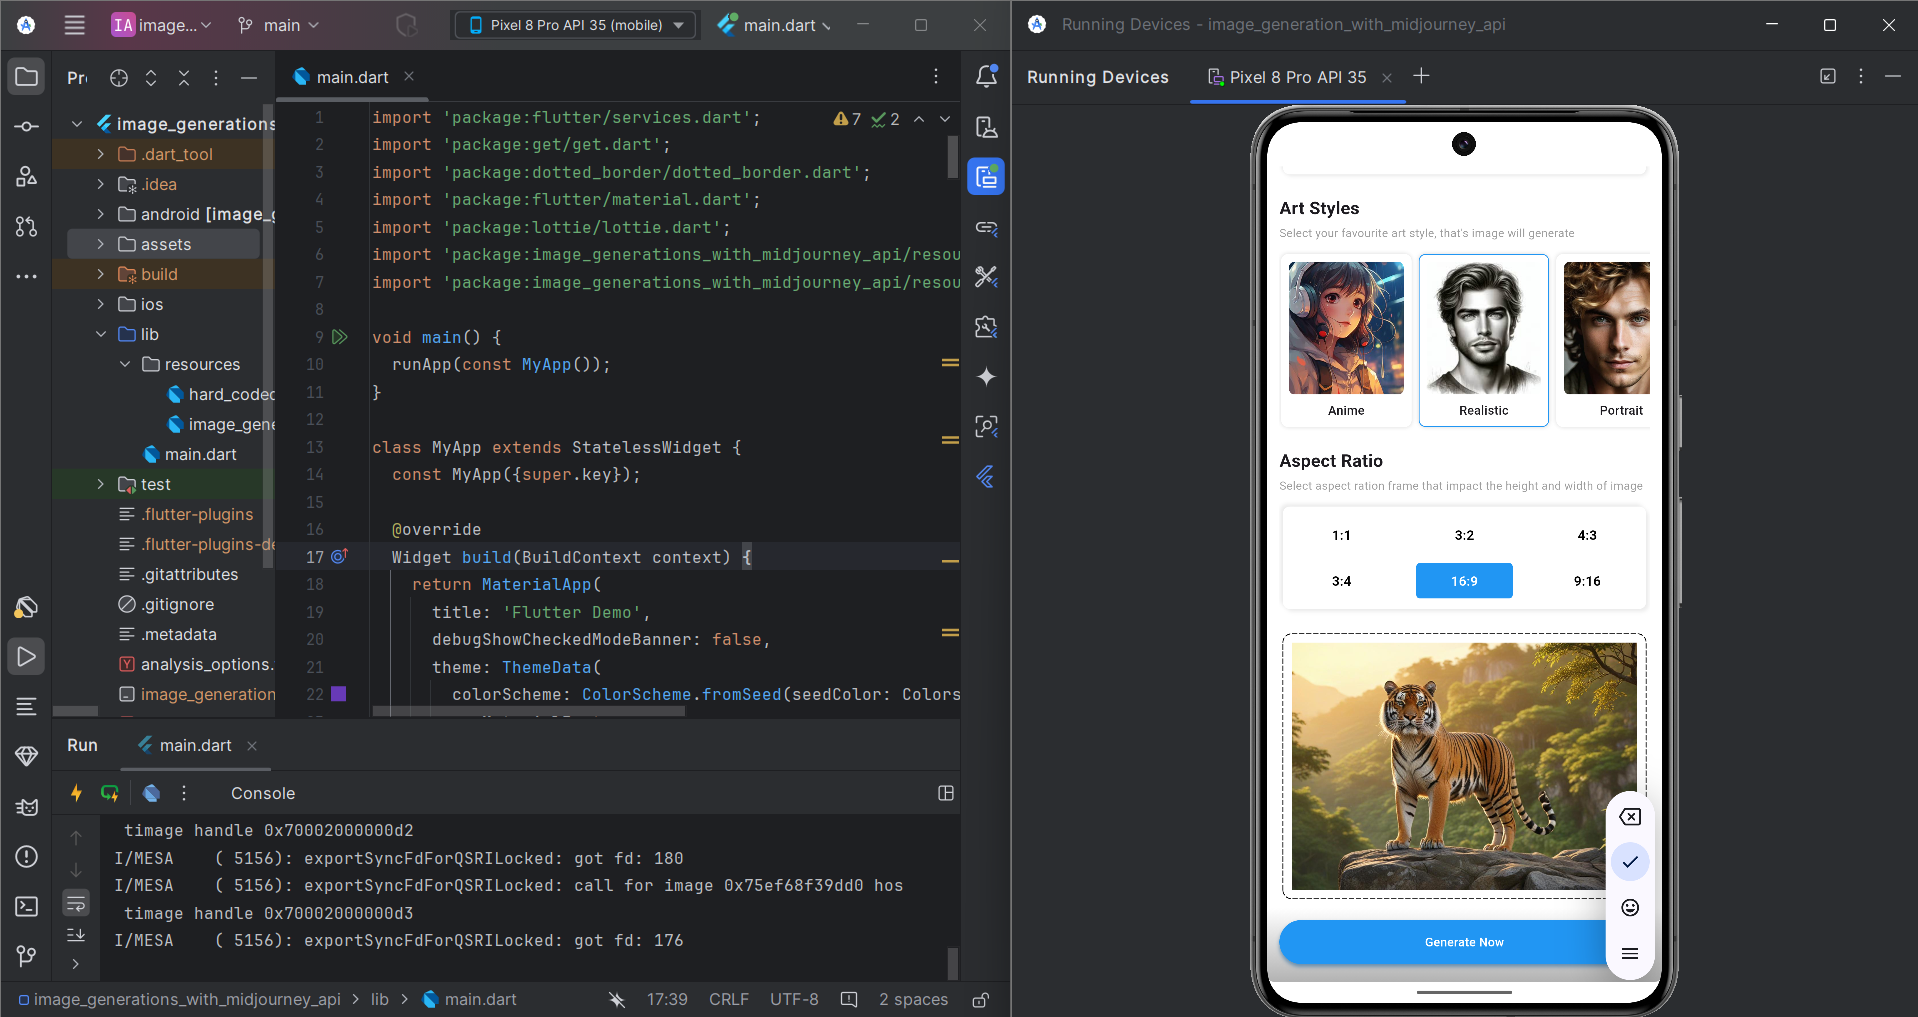 IA image...
main
Pixel 8 Pro API 35 (mobile)
main.dart
Running Devices - image_generation_with_midjourney_api
main.dart
Running Devices
Pixel 8 Pro API 35
image_generations
.dart_tool
.idea
android [image_g
assets
build
ios
lib
resources
hard_coded
image_gene
main.dart
test
.flutter-plugins
.flutter-plugins-de
.gitattributes
.gitignore
.metadata
analysis_options.
image_generation
7 2
1 import 'package:flutter/services.dart';
2 import 'package:get/get.dart';
3 import 'package:dotted_border/dotted_border.dart';
4 import 'package:flutter/material.dart';
5 import 'package:lottie/lottie.dart';
6 import 'package:image_generations_with_midjourney_api/resou
7 import 'package:image_generations_with_midjourney_api/resou
8
9 void main() {
10 runApp(const MyApp());
11 }
12
13 class MyApp extends StatelessWidget {
14 const MyApp({super.key});
15
16 @override
17 Widget build(BuildContext context) {
18 return MaterialApp(
19 title: 'Flutter Demo',
20 debugShowCheckedModeBanner: false,
21 theme: ThemeData(
22 colorScheme: ColorScheme.fromSeed(seedColor: Colors
Run
main.dart
Console
timage handle 0x70002000000d2
I/MESA ( 5156): exportSyncFdForQSRILocked: got fd: 180
I/MESA ( 5156): exportSyncFdForQSRILocked: call for image 0x75ef68f39dd0 hos
timage handle 0x70002000000d3
I/MESA ( 5156): exportSyncFdForQSRILocked: got fd: 176
image_generations_with_midjourney_api > lib > main.dart
17:39 CRLF UTF-8 2 spaces
Art Styles
Select your favourite art style, that's image will generate
Anime
Realistic
Portrait
Aspect Ratio
Select aspect ration frame that impact the height and width of image
1:1 3:2 4:3
3:4 16:9 9:16
Generate Now